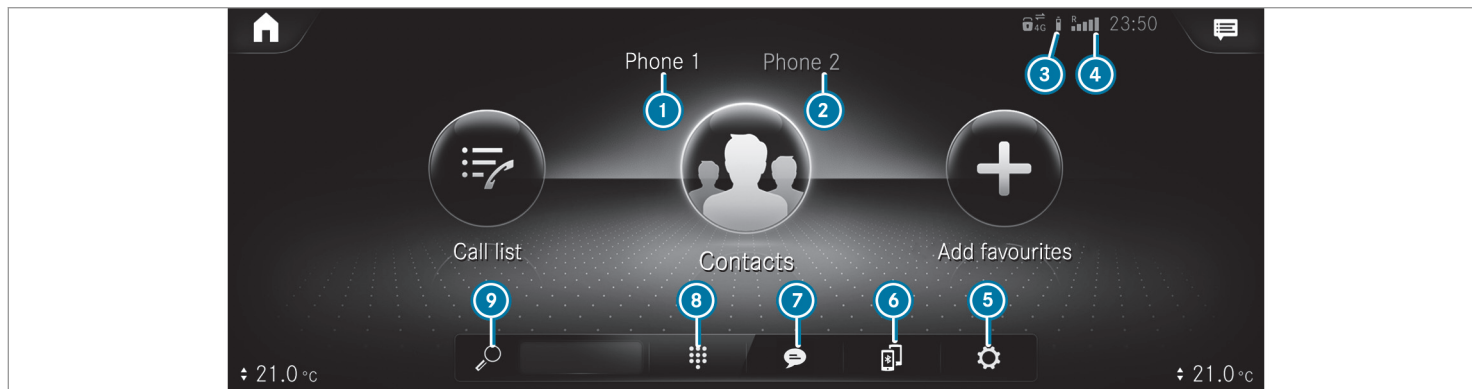 4G R 23:50
Phone 1 Phone 2
3 4
1 2
Call list Contacts Add favourites
9 8 7 6 5
21.0 °C 21.0 °C